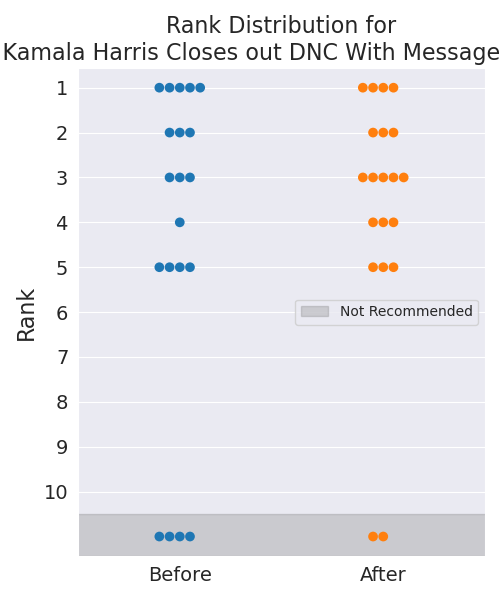 Rank Distribution for
Kamala Harris Closes out DNC With Message
1
2
3
4
5
6
7
8
9
10
Rank
Not Recommended
Before
After